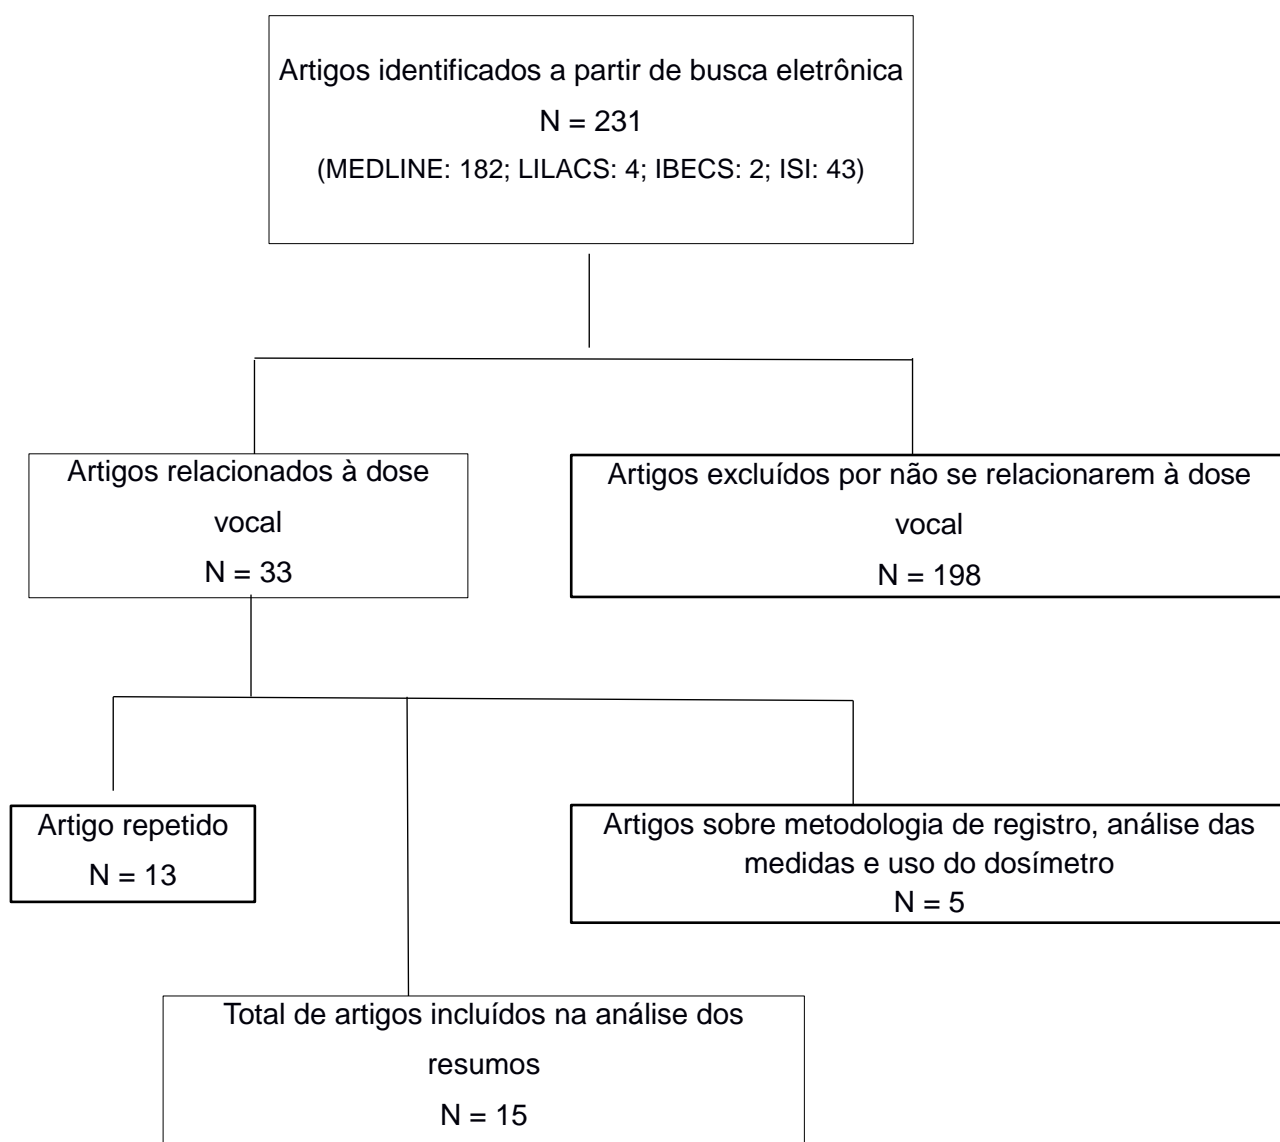 Artigos identificados a partir de busca eletrônica
N = 231
(MEDLINE: 182; LILACS: 4; IBECS: 2; ISI: 43)
Artigos relacionados à dose
vocal
N = 33
Artigos excluídos por não se relacionarem à dose
vocal
N = 198
Artigo repetido
N = 13
Artigos sobre metodologia de registro, análise das
medidas e uso do dosímetro
N = 5
Total de artigos incluídos na análise dos
resumos
N = 15